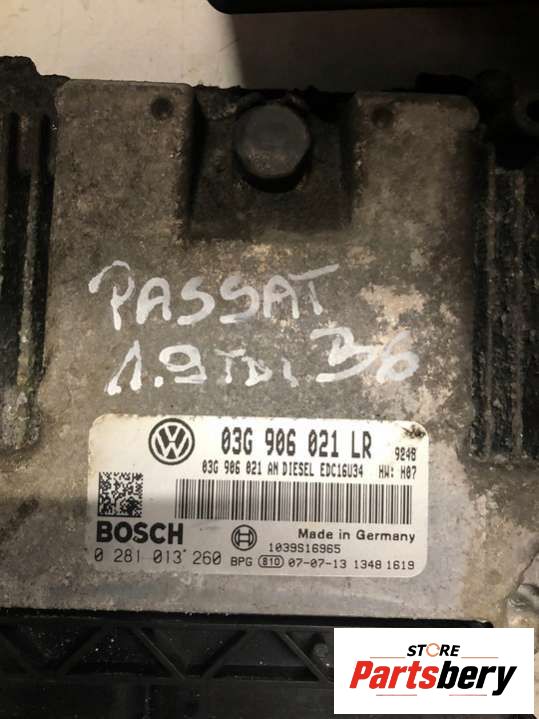 PASSAT
1.9TDI B6
03G 906 021 LR 9248
03G 906 021 AN DIESEL EDC16U34 HW: H07
BOSCH Made in Germany
1039S16965
0 281 013 260 BPG 810 07-07-13 1348 1619
STORE
Partsbery